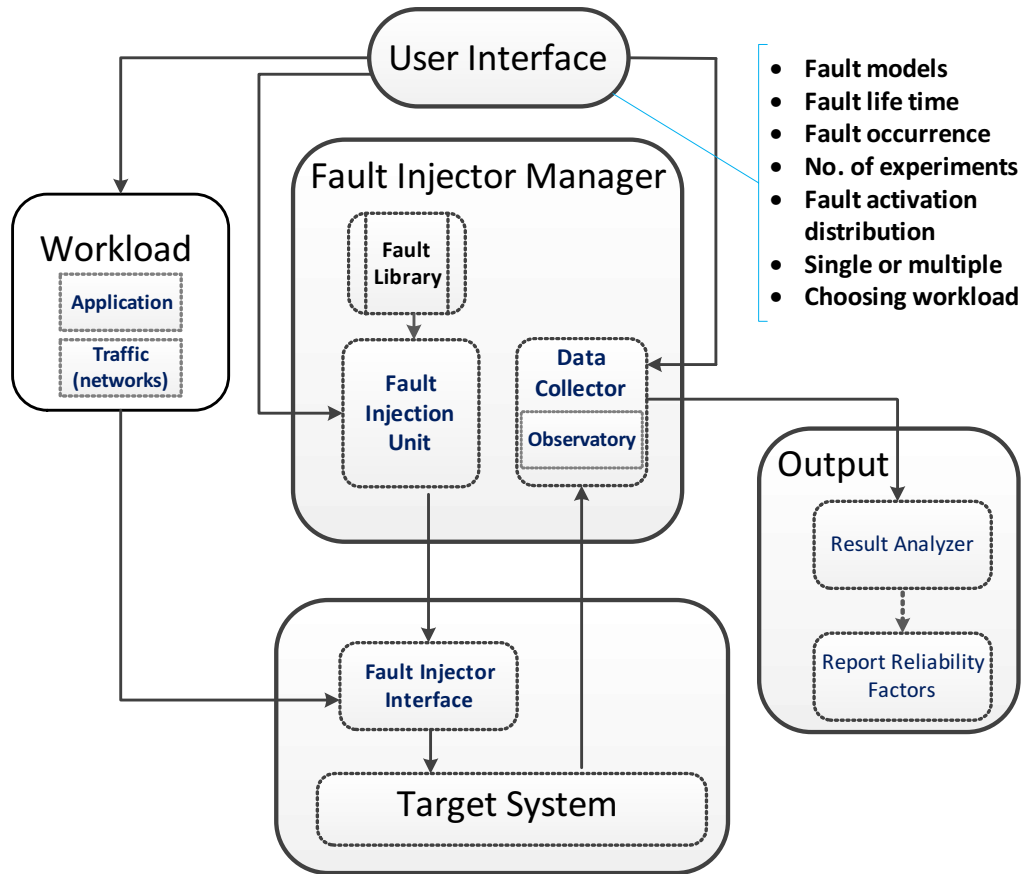 User Interface
• Fault models
• Fault life time
• Fault occurrence
• No. of experiments
• Fault activation
distribution
• Single or multiple
• Choosing workload
Fault Injector Manager
Workload
Application
Traffic
(networks)
Fault
Library
Fault
Injection
Unit
Data
Collector
Observatory
Output
Result Analyzer
Report Reliability
Factors
Fault Injector
Interface
Target System